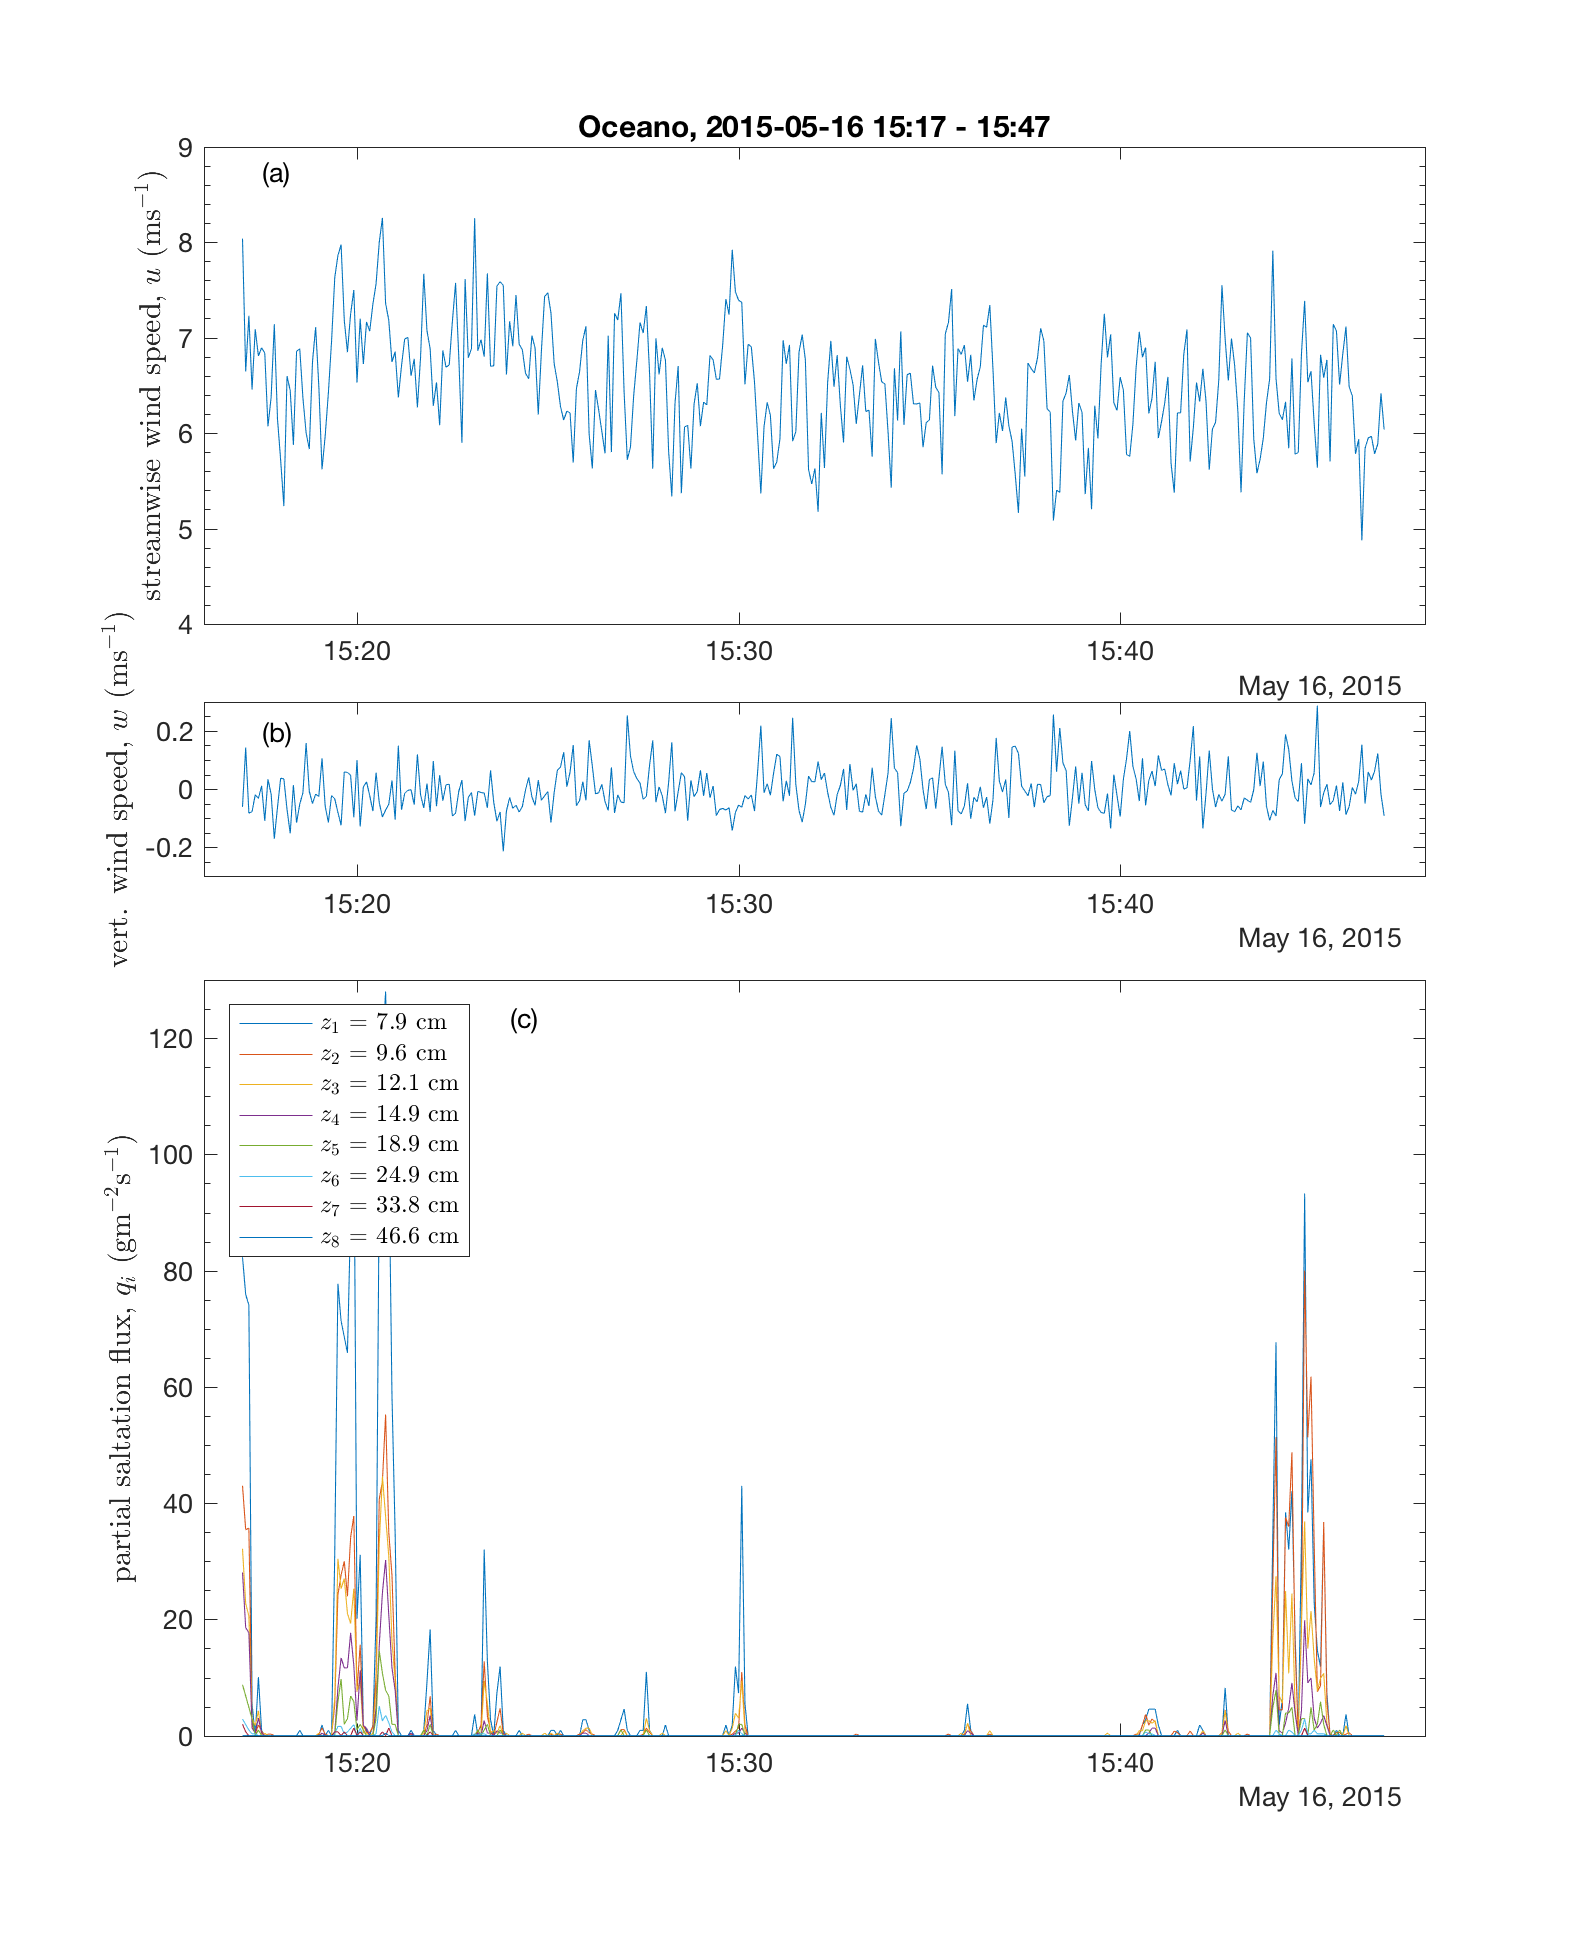 Oceano, 2015-05-16 15:17 - 15:47
(a)
streamwise wind speed, u (ms⁻¹)
9
8
7
6
5
4
15:20 15:30 15:40
May 16, 2015
(b)
vert. wind speed, w (ms⁻¹)
0.2
0
-0.2
15:20 15:30 15:40
May 16, 2015
(c)
partial saltation flux, qᵢ (gm⁻²s⁻¹)
z₁ = 7.9 cm
z₂ = 9.6 cm
z₃ = 12.1 cm
z₄ = 14.9 cm
z₅ = 18.9 cm
z₆ = 24.9 cm
z₇ = 33.8 cm
z₈ = 46.6 cm
120
100
80
60
40
20
0
15:20 15:30 15:40
May 16, 2015